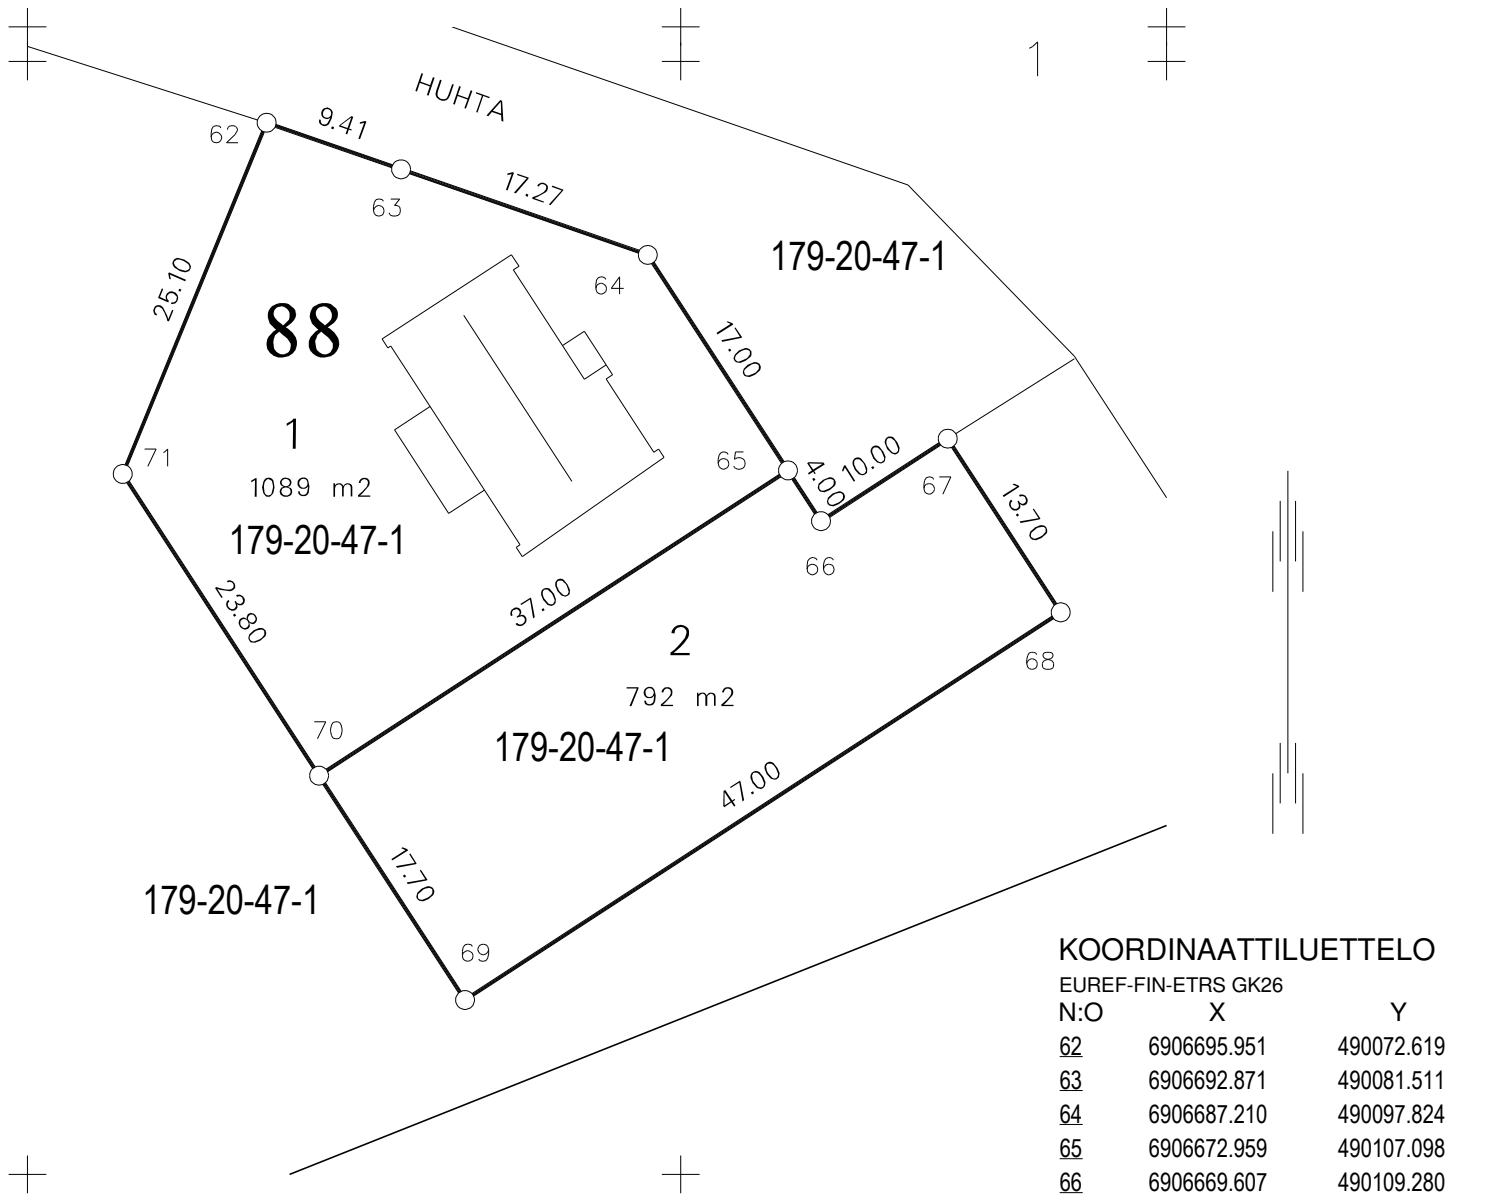 1
HUHTA
9.41
62
63
17.27
64
179-20-47-1
25.10
88
17.00
1
71
1089 m2
179-20-47-1
65
4.00
10.00
67
13.70
66
23.80
37.00
2
68
792 m2
179-20-47-1
70
47.00
17.70
179-20-47-1
69
KOORDINAATTILUETTELO
EUREF-FIN-ETRS GK26
N:O X Y
62 6906695.951 490072.619
63 6906692.871 490081.511
64 6906687.210 490097.824
65 6906672.959 490107.098
66 6906669.607 490109.280